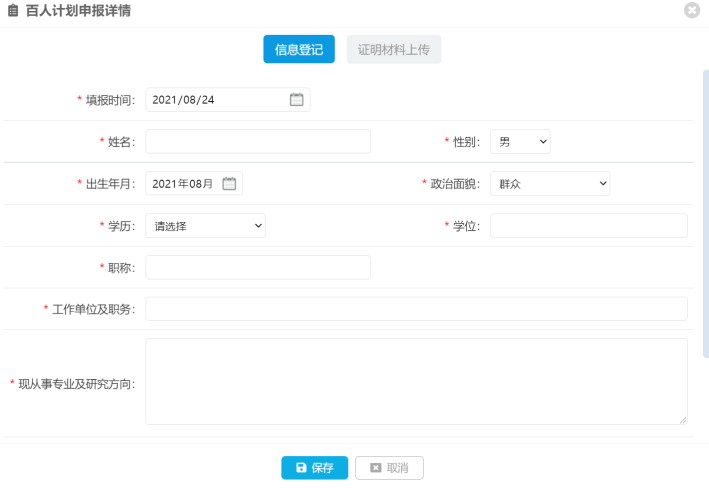 百人计划申报详情
信息登记 证明材料上传
* 填报时间: 2021/08/24
* 姓名: * 性别: 男
* 出生年月: 2021年08月 * 政治面貌: 群众
* 学历: 请选择 * 学位:
* 职称:
* 工作单位及职务:
* 现从事专业及研究方向:
保存 取消